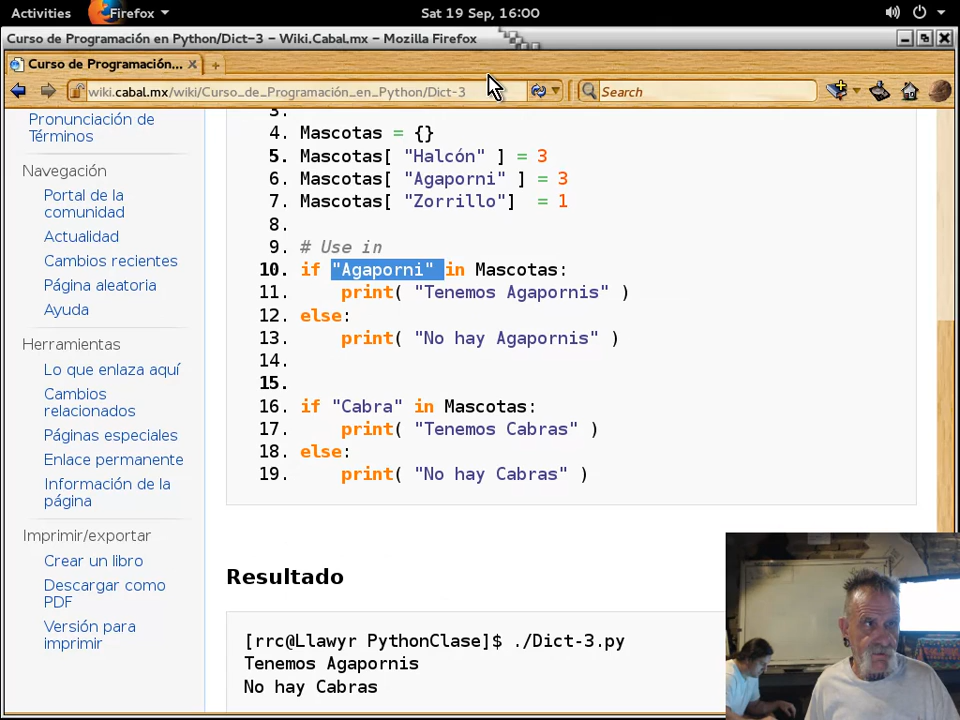 Activities Firefox Sat 19 Sep, 16:00
Curso de Programación en Python/Dict-3 – Wiki.Cabal.mx – Mozilla Firefox
Curso de Programación... × +
wiki.cabal.mx/wiki/Curso_de_Programación_en_Python/Dict-3 Search
Pronunciación de
Términos
Navegación
Portal de la
comunidad
Actualidad
Cambios recientes
Página aleatoria
Ayuda
Herramientas
Lo que enlaza aquí
Cambios
relacionados
Páginas especiales
Enlace permanente
Información de la
página
Imprimir/exportar
Crear un libro
Descargar como
PDF
Versión para
imprimir
3.
4. Mascotas = {}
5. Mascotas[ "Halcón" ] = 3
6. Mascotas[ "Agaporni" ] = 3
7. Mascotas[ "Zorrillo"] = 1
8.
9. # Use in
10. if "Agaporni" in Mascotas:
11. print( "Tenemos Agapornis" )
12. else:
13. print( "No hay Agapornis" )
14.
15.
16. if "Cabra" in Mascotas:
17. print( "Tenemos Cabras" )
18. else:
19. print( "No hay Cabras" )
Resultado
[rrc@Llawyr PythonClase]$ ./Dict-3.py
Tenemos Agapornis
No hay Cabras